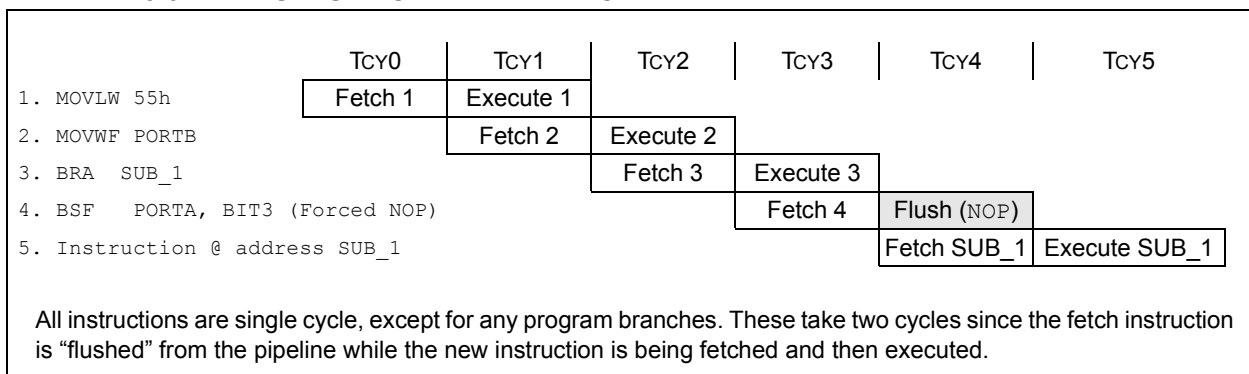 TCY0 TCY1 TCY2 TCY3 TCY4 TCY5
1. MOVLW 55h Fetch 1 Execute 1
2. MOVWF PORTB Fetch 2 Execute 2
3. BRA SUB_1 Fetch 3 Execute 3
4. BSF PORTA, BIT3 (Forced NOP) Fetch 4 Flush (NOP)
5. Instruction @ address SUB_1 Fetch SUB_1 Execute SUB_1
All instructions are single cycle, except for any program branches. These take two cycles since the fetch instruction
is “flushed” from the pipeline while the new instruction is being fetched and then executed.